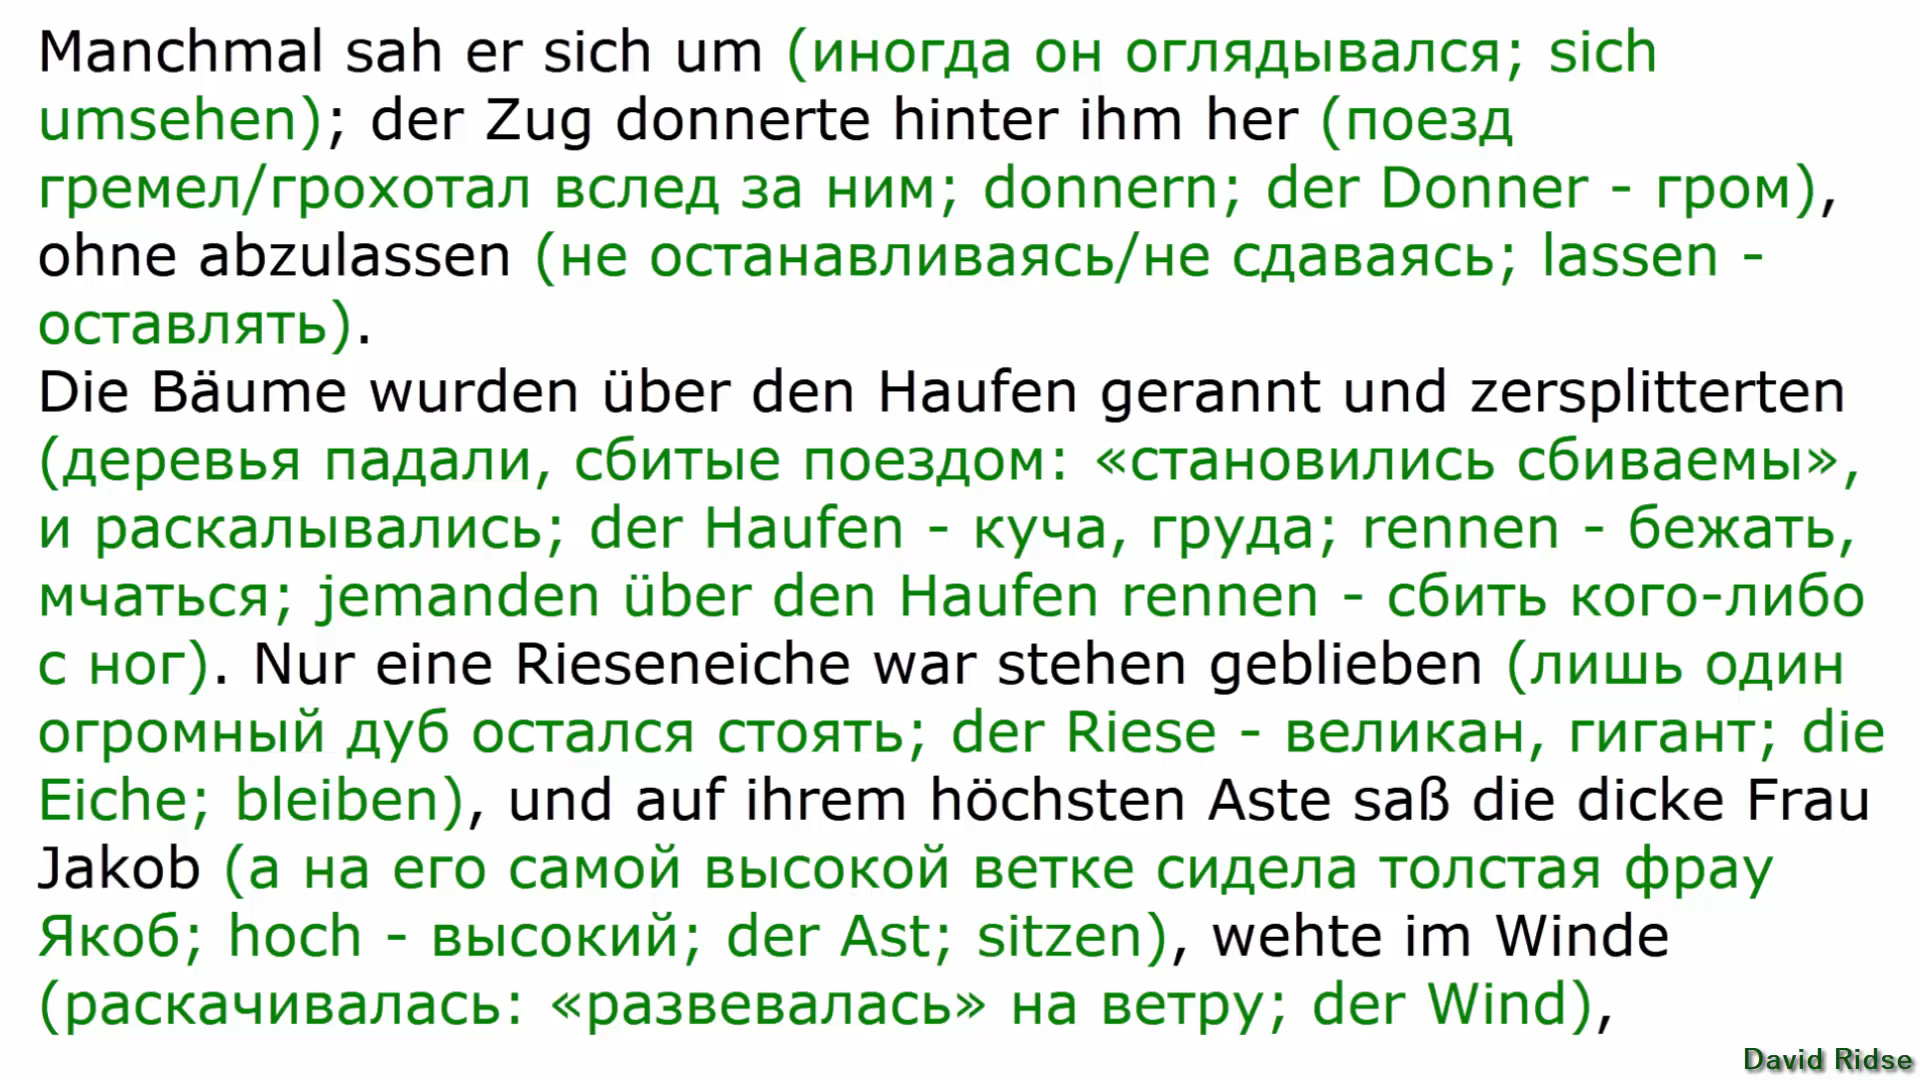 Manchmal sah er sich um (иногда он оглядывался; sich
umsehen); der Zug donnerte hinter ihm her (поезд
гремел/грохотал вслед за ним; donnern; der Donner - гром),
ohne abzulassen (не останавливаясь/не сдаваясь; lassen -
оставлять).
Die Bäume wurden über den Haufen gerannt und zersplitterten
(деревья падали, сбитые поездом: «становились сбиваемы»,
и раскалывались; der Haufen - куча, груда; rennen - бежать,
мчаться; jemanden über den Haufen rennen - сбить кого-либо
с ног). Nur eine Rieseneiche war stehen geblieben (лишь один
огромный дуб остался стоять; der Riese - великан, гигант; die
Eiche; bleiben), und auf ihrem höchsten Aste saß die dicke Frau
Jakob (а на его самой высокой ветке сидела толстая фрау
Якоб; hoch - высокий; der Ast; sitzen), wehte im Winde
(раскачивалась: «развевалась» на ветру; der Wind),
David Ridse